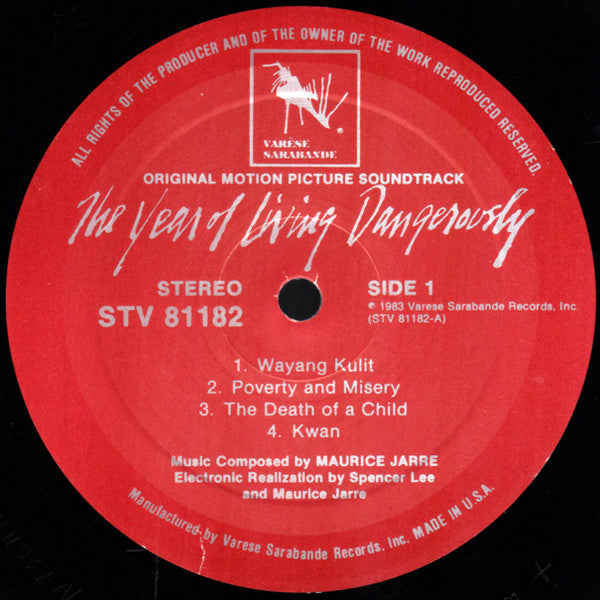 ALL RIGHTS OF THE PRODUCER AND OF THE OWNER OF THE WORK REPRODUCED RESERVED.
®
VARÈSE
SARABANDE
ORIGINAL MOTION PICTURE SOUNDTRACK
The Year of Living Dangerously
STEREO
STV 81182
SIDE 1
℗ 1983 Varese Sarabande Records, Inc.
(STV 81182-A)
1. Wayang Kulit
2. Poverty and Misery
3. The Death of a Child
4. Kwan
Music Composed by MAURICE JARRE
Electronic Realization by Spencer Lee
and Maurice Jarre
Manufactured by Varese Sarabande Records, Inc. MADE IN U.S.A.